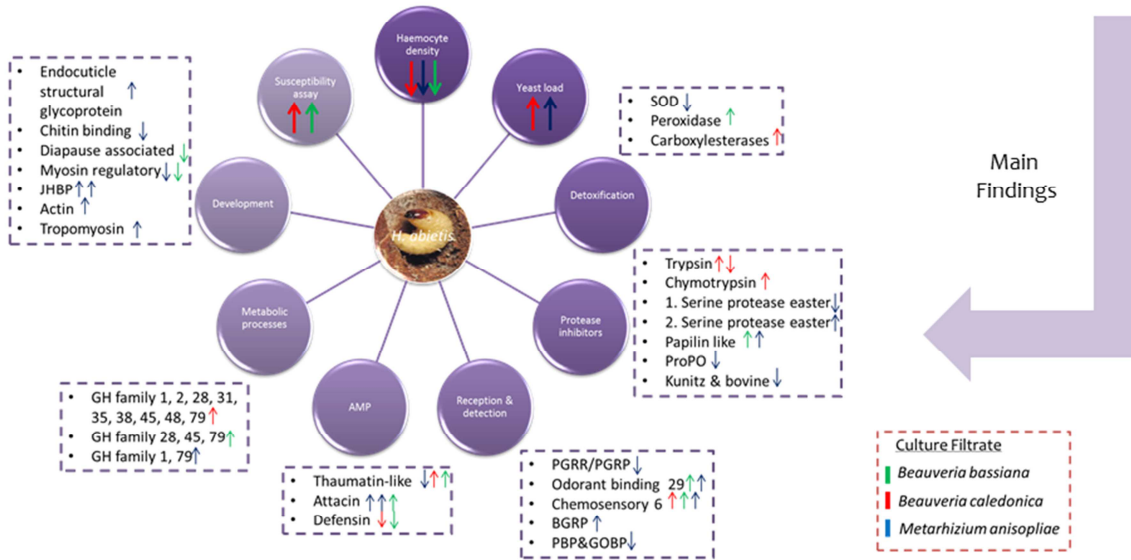 Haemocyte
density
Susceptibility
assay
Yeast load
Development
Detoxification
H. abietis
Metabolic
processes
Protease
inhibitors
AMP
Reception &
detection
• Endocuticle
structural ↑
glycoprotein
• Chitin binding ↓
• Diapause associated ↓
• Myosin regulatory ↓↓
• JHBP ↑↑
• Actin ↑
• Tropomyosin ↑
• SOD ↓
• Peroxidase ↑
• Carboxylesterases ↑
Main
Findings
• Trypsin ↑↓
• Chymotrypsin ↑
• 1. Serine protease easter ↓
• 2. Serine protease easter ↑
• Papilin like ↑↑
• ProPO ↓
• Kunitz & bovine ↓
• GH family 1, 2, 28, 31,
35, 38, 45, 48, 79 ↑
• GH family 28, 45, 79 ↑
• GH family 1, 79 ↑
• Thaumatin-like ↓↑↑
• Attacin ↑↑↑
• Defensin ↓↓
• PGRR/PGRP ↓
• Odorant binding 29 ↑↑
• Chemosensory 6 ↑↑↑
• BGRP ↑
• PBP&GOBP ↓
Culture Filtrate
Beauveria bassiana
Beauveria caledonica
Metarhizium anisopliae